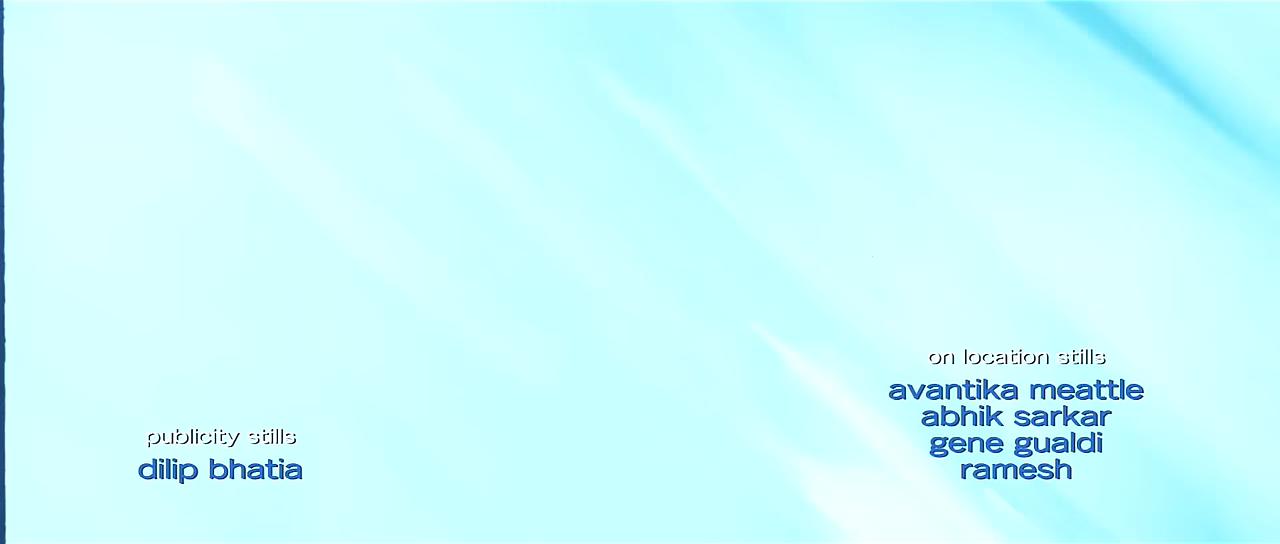 publicity stills
dilip bhatia
on location stills
avantika meattle
abhik sarkar
gene gualdi
ramesh